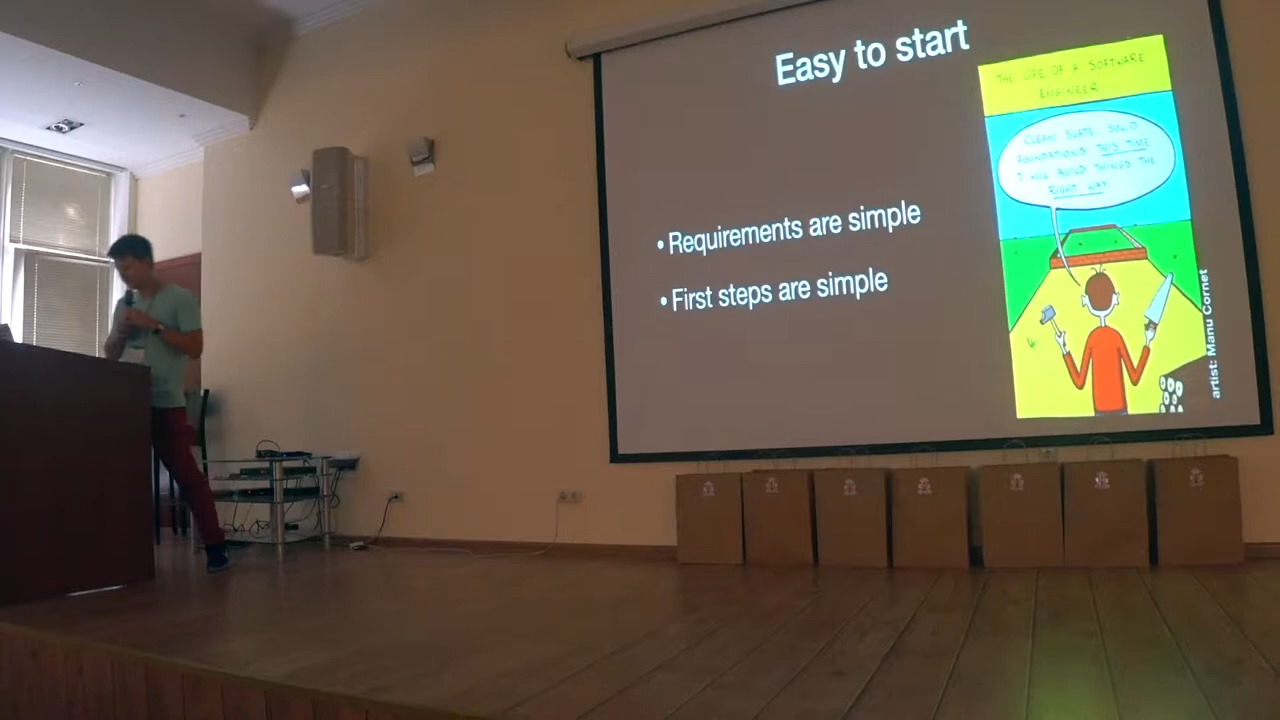 Easy to start
• Requirements are simple
• First steps are simple
THE LIFE OF A SOFTWARE
ENGINEER
CLEAN SLATE. SOLID
FOUNDATIONS. THIS TIME
I WILL BUILD THINGS THE
RIGHT WAY
artist: Manu Cornet